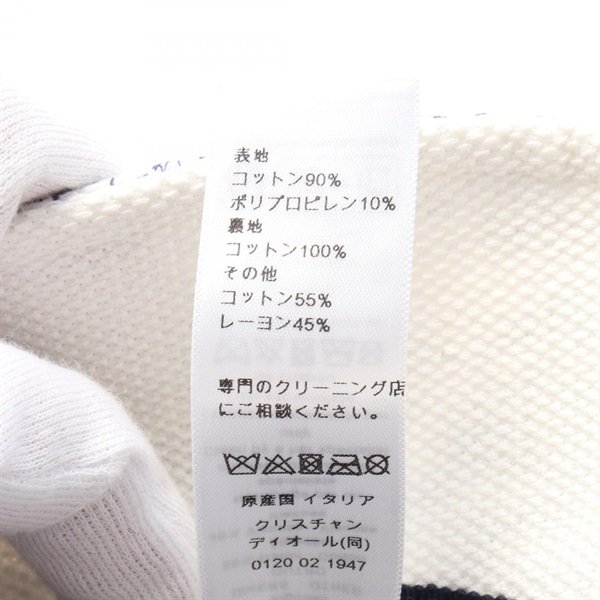 表地
コットン90%
ポリプロピレン10%
裏地
コットン100%
その他
コットン55%
レーヨン45%
専門のクリーニング店
にご相談ください。
原産国 イタリア
クリスチャン
ディオール(同)
0120 02 1947